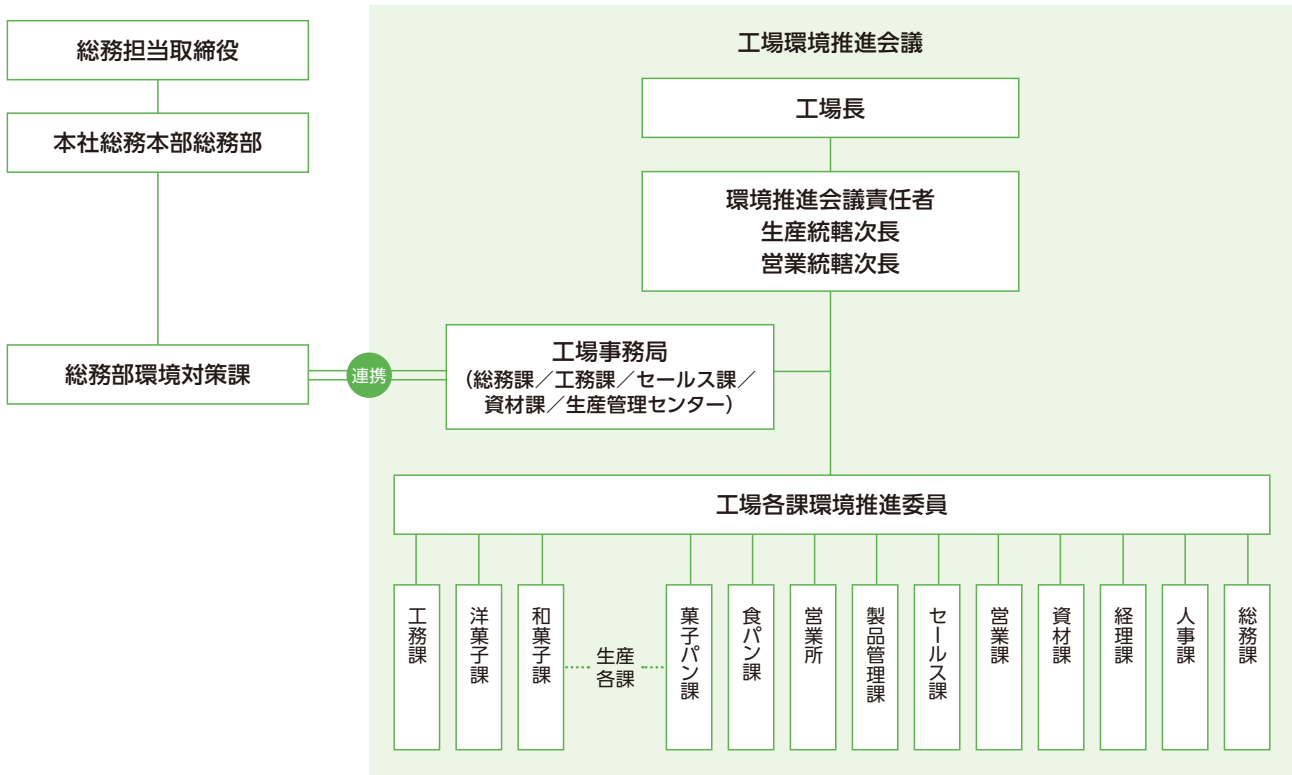 総務担当取締役
本社総務本部総務部
総務部環境対策課
連携
工場環境推進会議
工場長
環境推進会議責任者
生産統轄次長
営業統轄次長
工場事務局
（総務課／工務課／セールス課／
資材課／生産管理センター）
工場各課環境推進委員
工務課
洋菓子課
和菓子課
生産
各課
菓子パン課
食パン課
営業所
製品管理課
セールス課
営業課
資材課
経理課
人事課
総務課